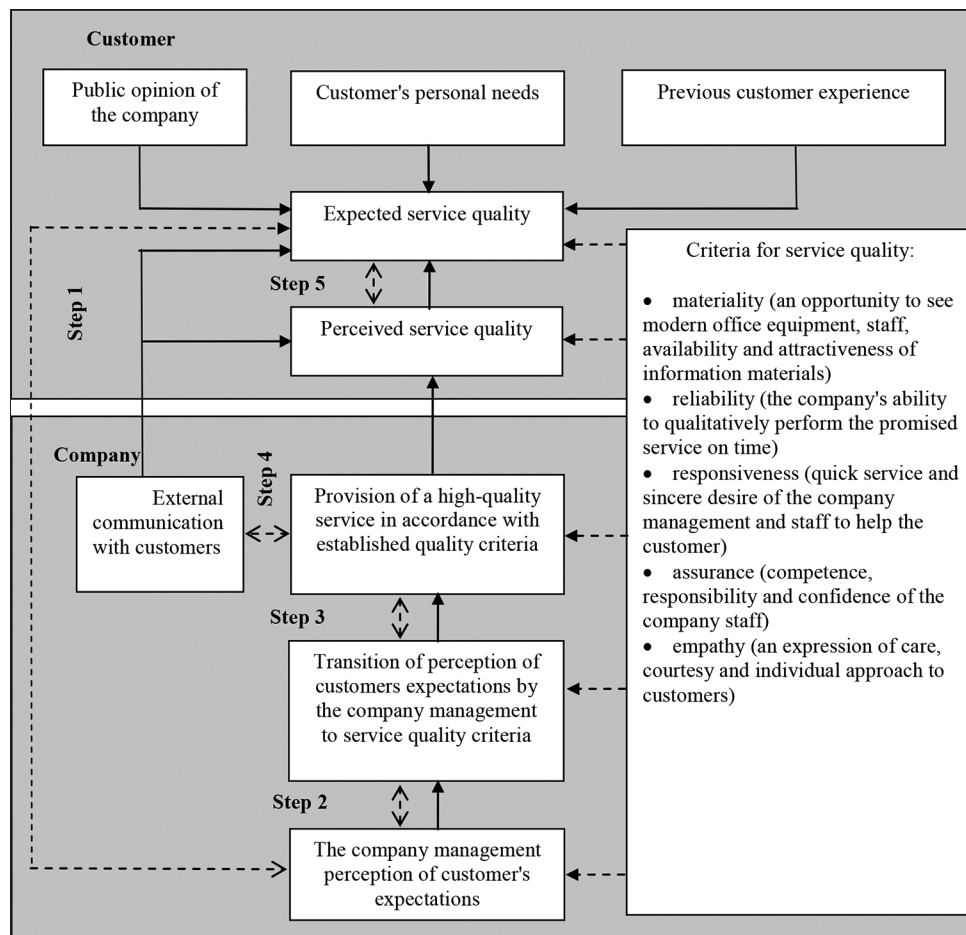 Customer
Public opinion of
the company
Customer's personal needs
Previous customer experience
Expected service quality
Step 1
Step 5
Perceived service quality
Criteria for service quality:
• materiality (an opportunity to see
modern office equipment, staff,
availability and attractiveness of
information materials)
• reliability (the company's ability
to qualitatively perform the promised
service on time)
• responsiveness (quick service and
sincere desire of the company
management and staff to help the
customer)
• assurance (competence,
responsibility and confidence of the
company staff)
• empathy (an expression of care,
courtesy and individual approach to
customers)
Company
External
communication
with customers
Step 4
Provision of a high-quality
service in accordance with
established quality criteria
Step 3
Transition of perception of
customers expectations by
the company management
to service quality criteria
Step 2
The company management
perception of customer's
expectations